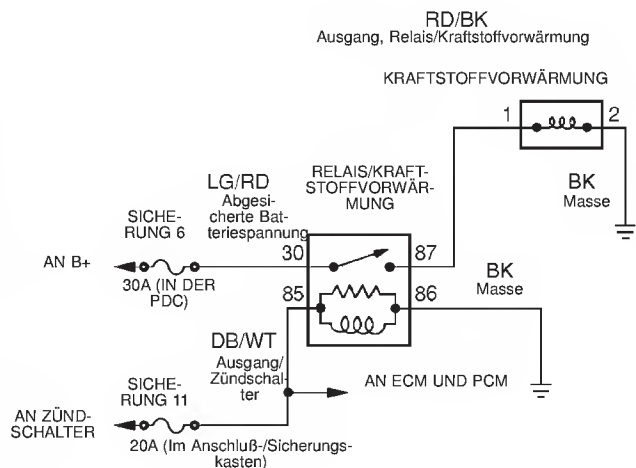 RD/BK
Ausgang, Relais/Kraftstoffvorwärmung
KRAFTSTOFFVORWÄRMUNG
1
2
BK
Masse
LG/RD
Abgesi-
cherte Bat-
teriespannung
RELAIS/KRAFT-
STOFFVORWÄR-
MUNG
SICHE-
RUNG 6
AN B+
30A (IN DER
PDC)
30
87
85
86
BK
Masse
DB/WT
Ausgang/
Zündschal-
ter
AN ECM UND PCM
SICHE-
RUNG 11
AN ZÜND-
SCHALTER
20A (Im Anschluß-/Sicherungs-
kasten)